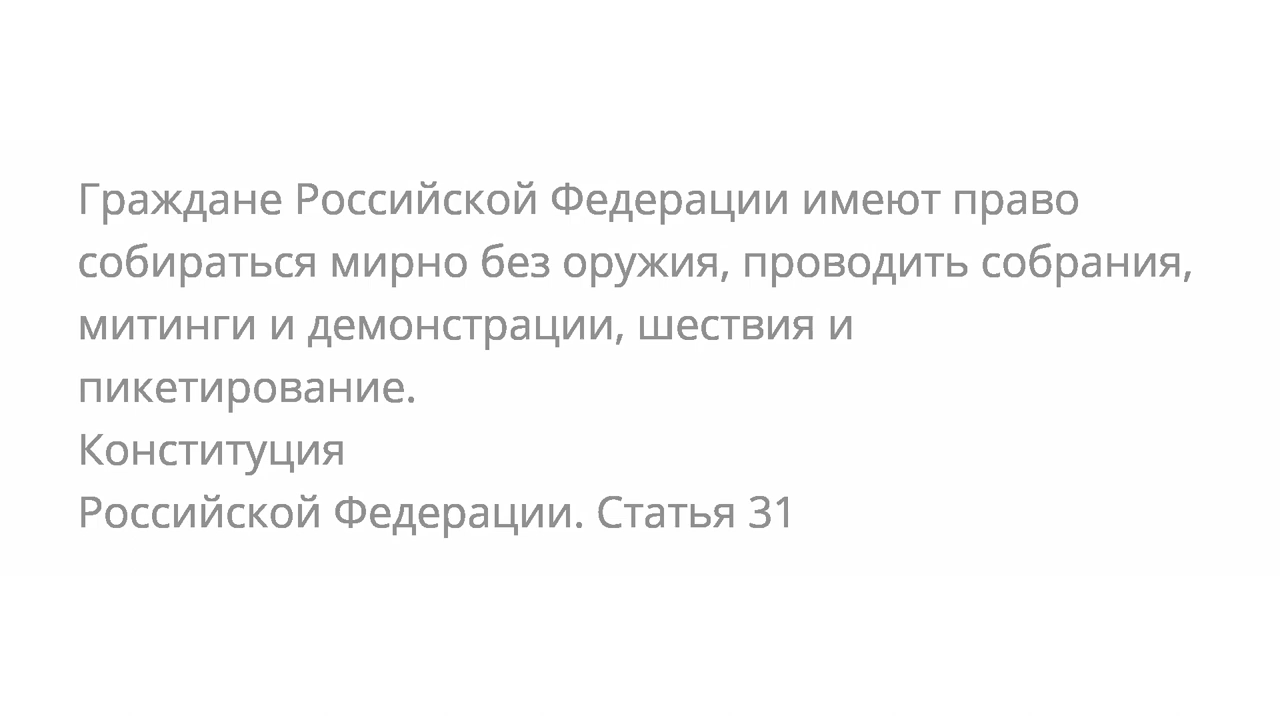 Граждане Российской Федерации имеют право
собираться мирно без оружия, проводить собрания,
митинги и демонстрации, шествия и
пикетирование.
Конституция
Российской Федерации. Статья 31